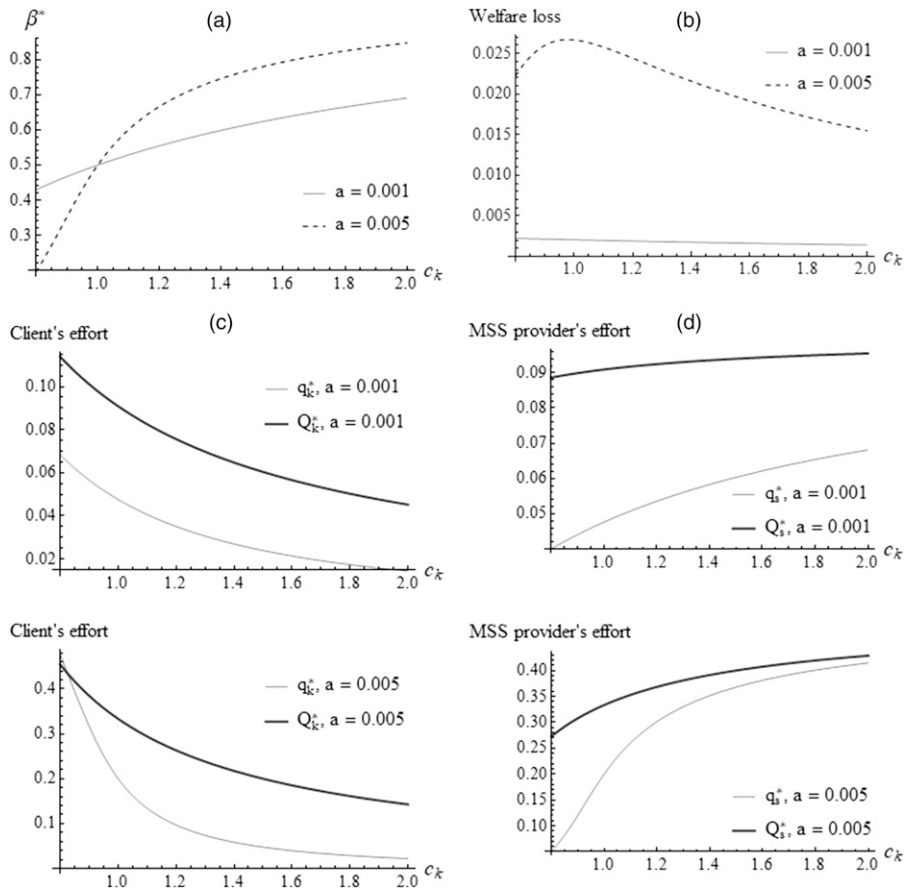 β*
(a)
0.8
0.7
0.6
0.5
0.4
0.3
a = 0.001
a = 0.005
1.0 1.2 1.4 1.6 1.8 2.0
c_k
Welfare loss
(b)
0.025
0.020
0.015
0.010
0.005
a = 0.001
a = 0.005
1.0 1.2 1.4 1.6 1.8 2.0
c_k
Client's effort
(c)
0.10
0.08
0.06
0.04
0.02
q_k*, a = 0.001
Q_k*, a = 0.001
1.0 1.2 1.4 1.6 1.8 2.0
c_k
MSS provider's effort
(d)
0.09
0.08
0.07
0.06
0.05
q_s*, a = 0.001
Q_s*, a = 0.001
1.0 1.2 1.4 1.6 1.8 2.0
c_k
Client's effort
0.4
0.3
0.2
0.1
q_k*, a = 0.005
Q_k*, a = 0.005
1.0 1.2 1.4 1.6 1.8 2.0
c_k
MSS provider's effort
0.40
0.35
0.30
0.25
0.20
0.15
0.10
q_s*, a = 0.005
Q_s*, a = 0.005
1.0 1.2 1.4 1.6 1.8 2.0
c_k